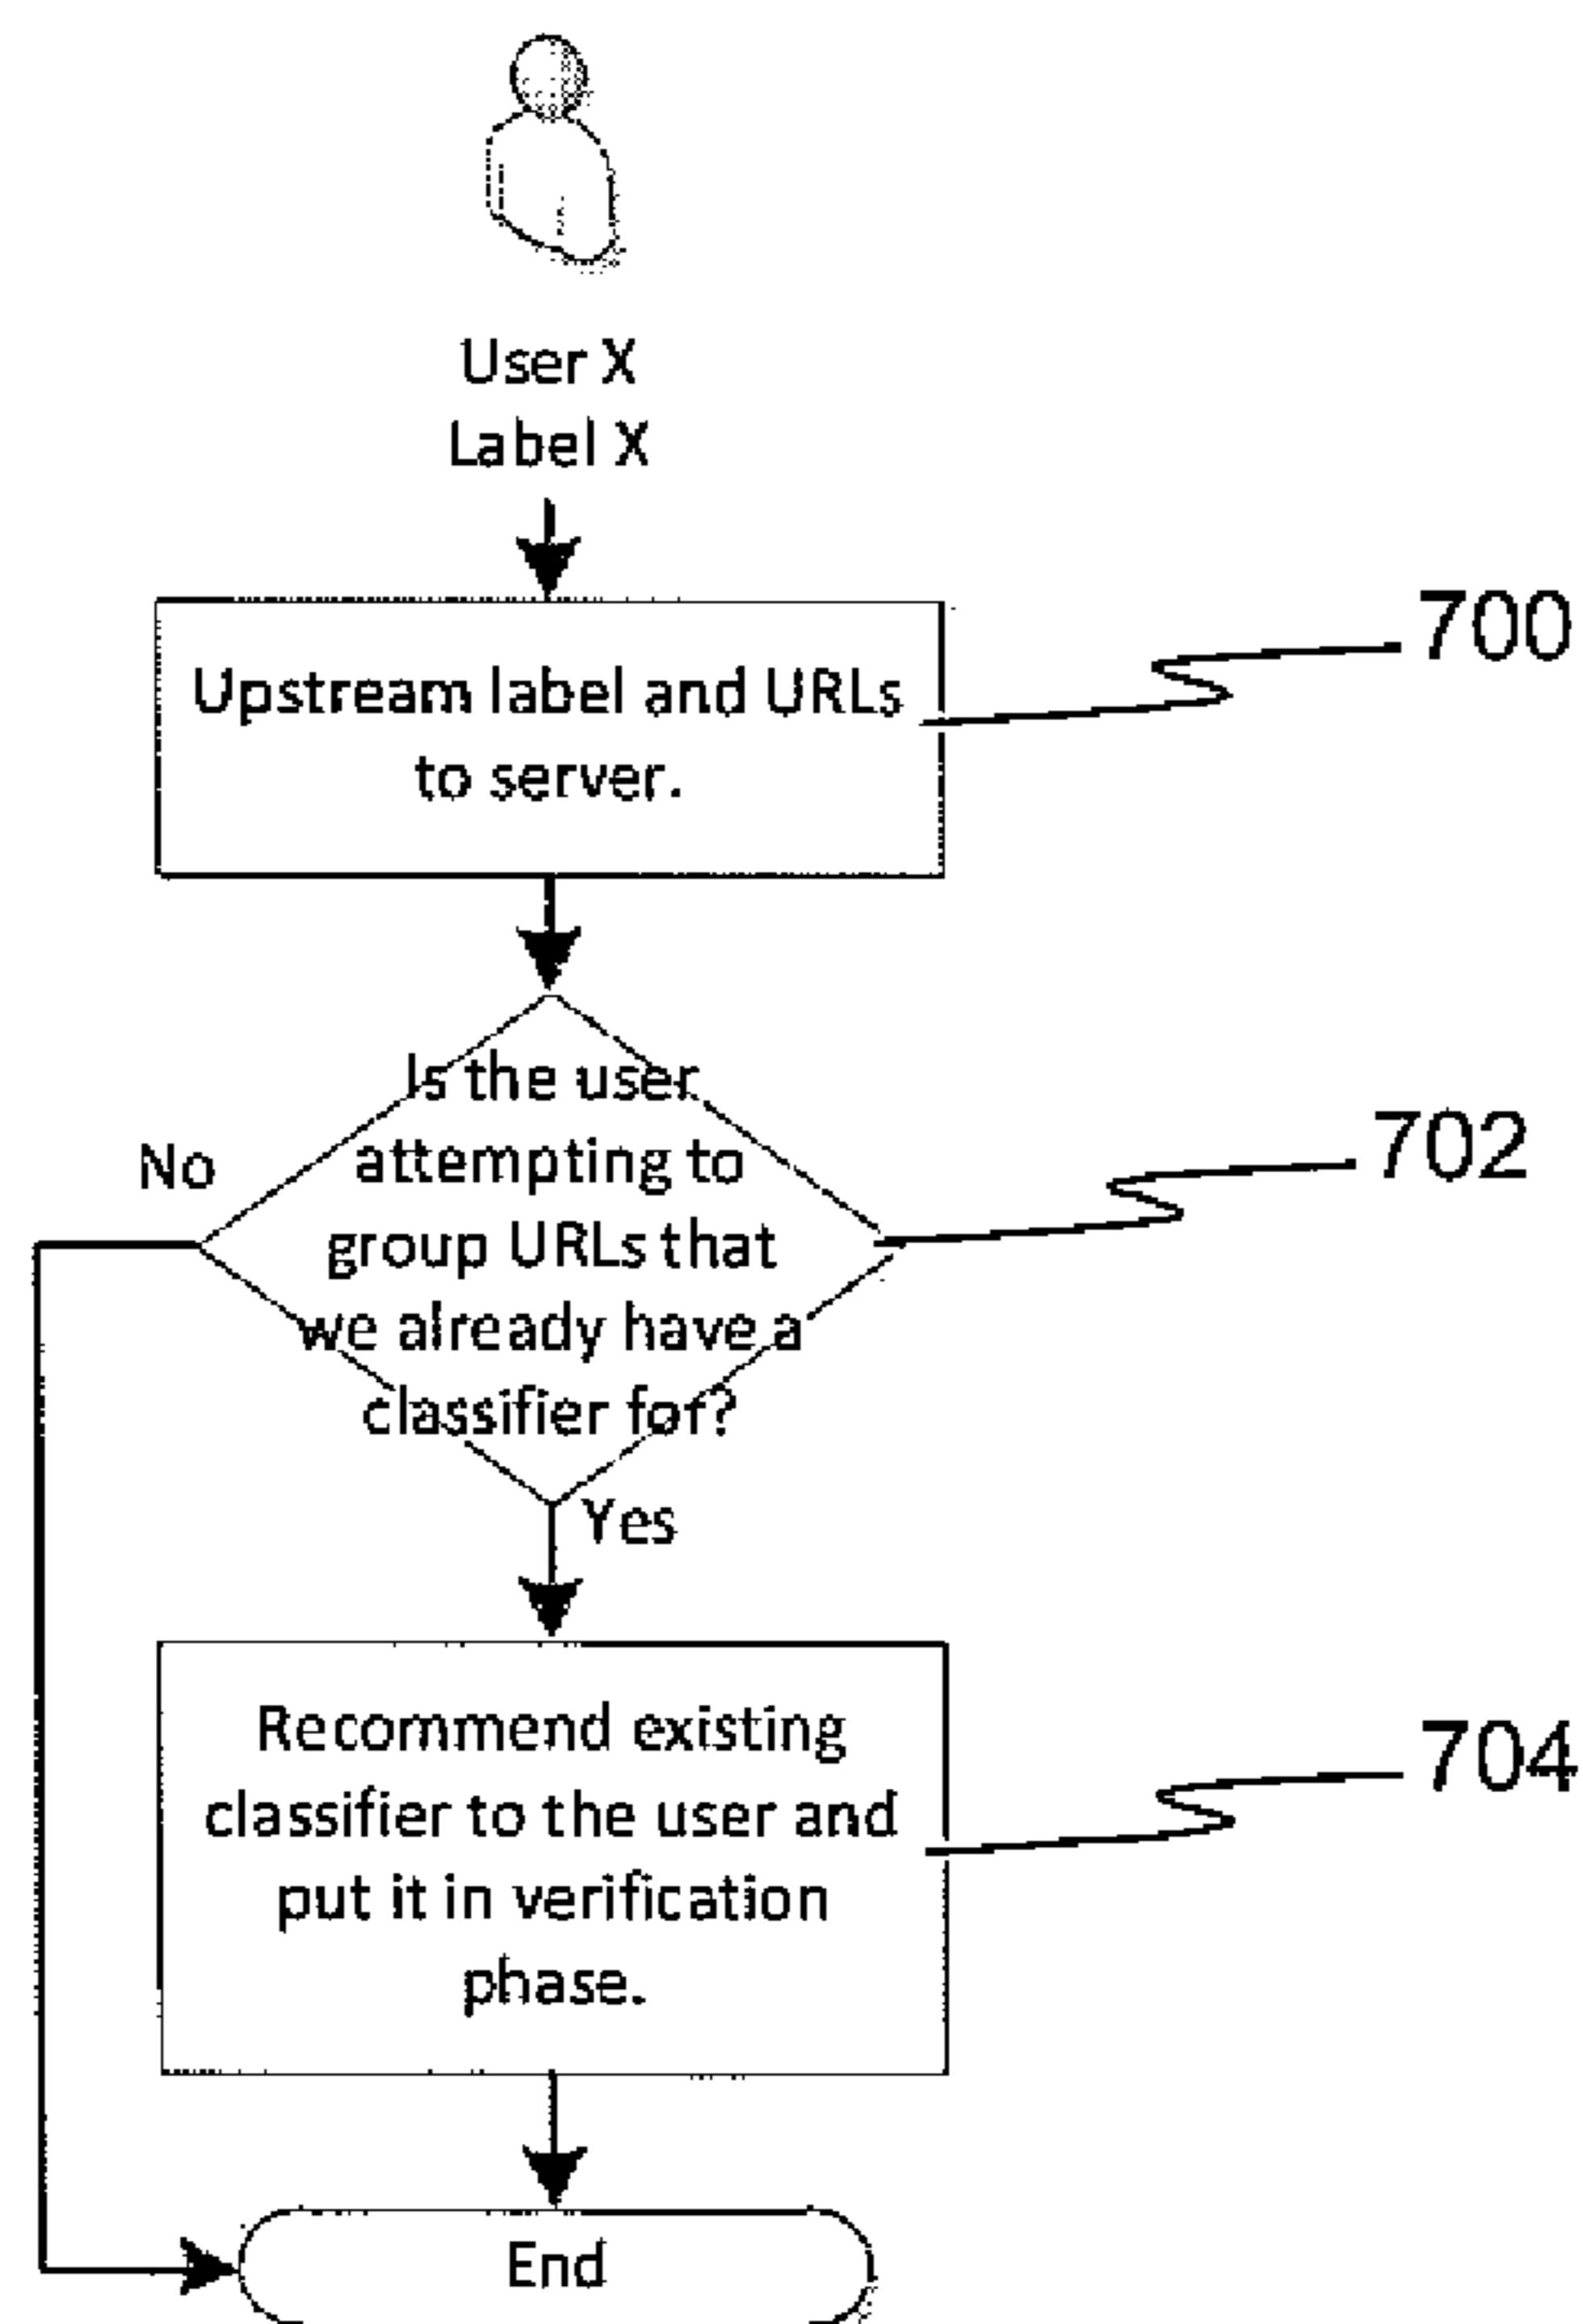 User X
Label X
Upstream label and URLs
to server.
700
Is the user
attempting to
group URLs that
we already have a
classifier for?
702
No
Yes
Recommend existing
classifier to the user and
put it in verification
phase.
704
End